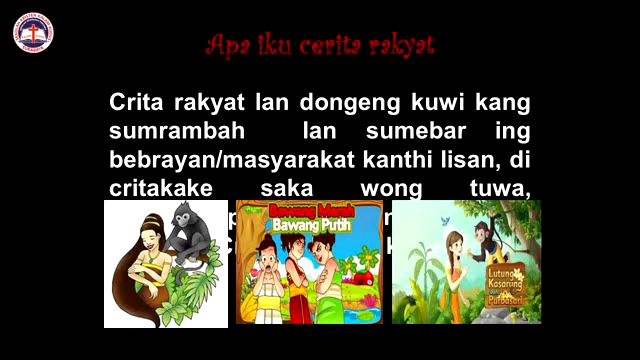 Apa iku cerita rakyat
Crita rakyat lan dongeng kuwi kang
sumrambah lan sumebar ing
bebrayan/masyarakat kanthi lisan, di
critakake saka wong tuwa,
Bawang Merah
Bawang Putih
Lutung
Kasarung
Purbasari